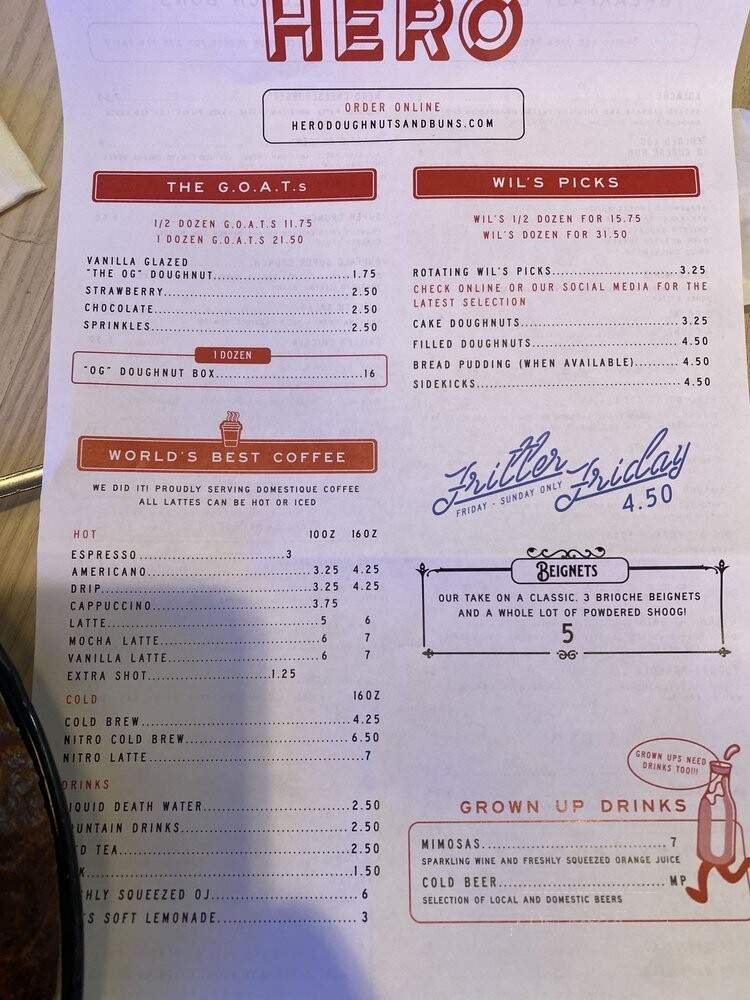 HERO
ORDER ONLINE
HERODOUGHNUTSANDBUNS.COM
THE G.O.A.T.s
1/2 DOZEN G.O.A.T.S 11.75
1 DOZEN G.O.A.T.S 21.50
VANILLA GLAZED
"THE OG" DOUGHNUT 1.75
STRAWBERRY 2.50
CHOCOLATE 2.50
SPRINKLES 2.50
1 DOZEN
"OG" DOUGHNUT BOX 16
WORLD'S BEST COFFEE
WE DID IT! PROUDLY SERVING DOMESTIQUE COFFEE
ALL LATTES CAN BE HOT OR ICED
HOT 10OZ 16OZ
ESPRESSO 3
AMERICANO 3.25 4.25
DRIP 3.25 4.25
CAPPUCCINO 3.75
LATTE 5 6
MOCHA LATTE 6 7
VANILLA LATTE 6 7
EXTRA SHOT 1.25
COLD 16OZ
COLD BREW 4.25
NITRO COLD BREW 6.50
NITRO LATTE 7
DRINKS
IQUID DEATH WATER 2.50
UNTAIN DRINKS 2.50
ED TEA 2.50
K 1.50
SHLY SQUEEZED OJ 6
S SOFT LEMONADE 3
WIL'S PICKS
WIL'S 1/2 DOZEN FOR 15.75
WIL'S DOZEN FOR 31.50
ROTATING WIL'S PICKS 3.25
CHECK ONLINE OR OUR SOCIAL MEDIA FOR THE
LATEST SELECTION
CAKE DOUGHNUTS 3.25
FILLED DOUGHNUTS 4.50
BREAD PUDDING (WHEN AVAILABLE) 4.50
SIDEKICKS 4.50
Fritter Friday
FRIDAY - SUNDAY ONLY 4.50
BEIGNETS
OUR TAKE ON A CLASSIC. 3 BRIOCHE BEIGNETS
AND A WHOLE LOT OF POWDERED SHOOG!
5
GROWN UPS NEED
DRINKS TOO!!!
GROWN UP DRINKS
MIMOSAS 7
SPARKLING WINE AND FRESHLY SQUEEZED ORANGE JUICE
COLD BEER MP
SELECTION OF LOCAL AND DOMESTIC BEERS